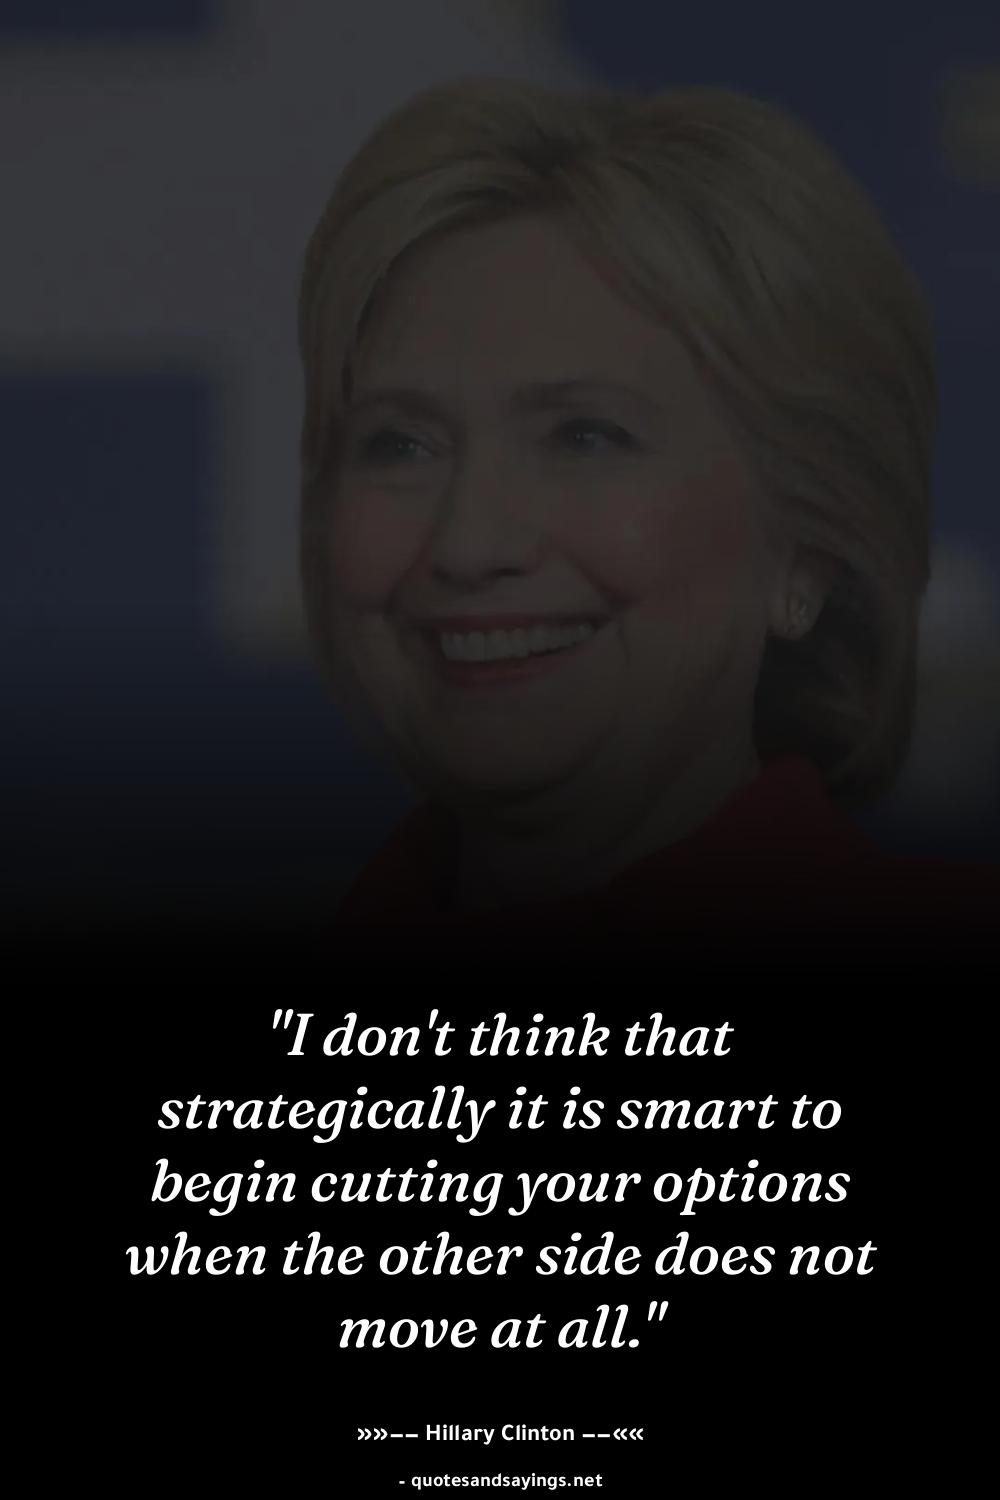 "I don't think that
strategically it is smart to
begin cutting your options
when the other side does not
move at all."
»»–– Hillary Clinton ––««
- quotesandsayings.net